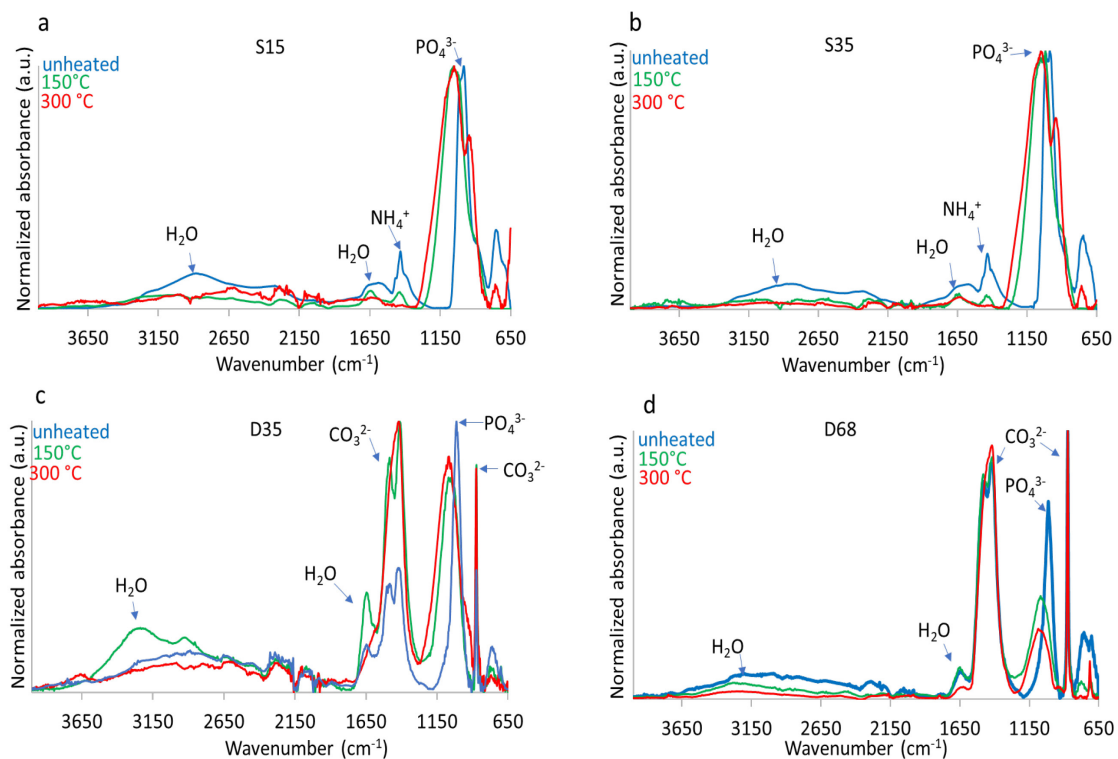 a
S15
PO₄³⁻
unheated
150°C
300 °C
NH₄⁺
H₂O
H₂O
Normalized absorbance (a.u.)
3650 3150 2650 2150 1650 1150 650
Wavenumber (cm⁻¹)
b
S35
PO₄³⁻
unheated
150°C
300 °C
NH₄⁺
H₂O
H₂O
Normalized absorbance (a.u.)
3650 3150 2650 2150 1650 1150 650
Wavenumber (cm⁻¹)
c
D35
unheated
150°C
300 °C
CO₃²⁻
PO₄³⁻
CO₃²⁻
H₂O
H₂O
Normalized absorbance (a.u.)
3650 3150 2650 2150 1650 1150 650
Wavenumber (cm⁻¹)
d
D68
unheated
150°C
300 °C
CO₃²⁻
PO₄³⁻
H₂O
H₂O
Normalized absorbance (a.u.)
3650 3150 2650 2150 1650 1150 650
Wavenumber (cm⁻¹)